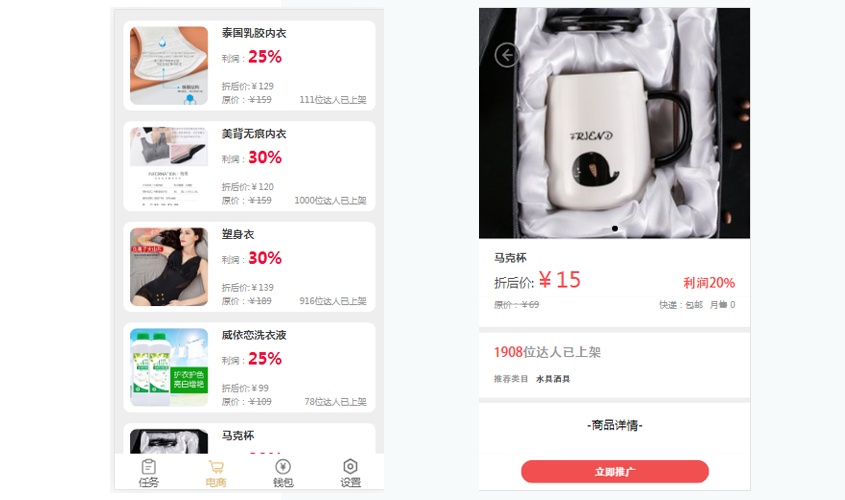 泰国乳胶内衣
利润：25%
折后价:￥129
原价：￥159 111位达人已上架
美背无痕内衣
利润：30%
折后价:￥120
原价：￥159 1000位达人已上架
塑身衣
利润：30%
折后价:￥139
原价：￥189 916位达人已上架
威依恋洗衣液
利润：25%
护衣护色
亮白增艳
折后价:￥99
原价：￥109 78位达人已上架
马克杯
任务 电商 钱包 设置
FRIEND
马克杯
折后价:￥15 利润20%
原价：￥69 快递：包邮 月售 0
1908位达人已上架
推荐类目 水具酒具
-商品详情-
立即推广